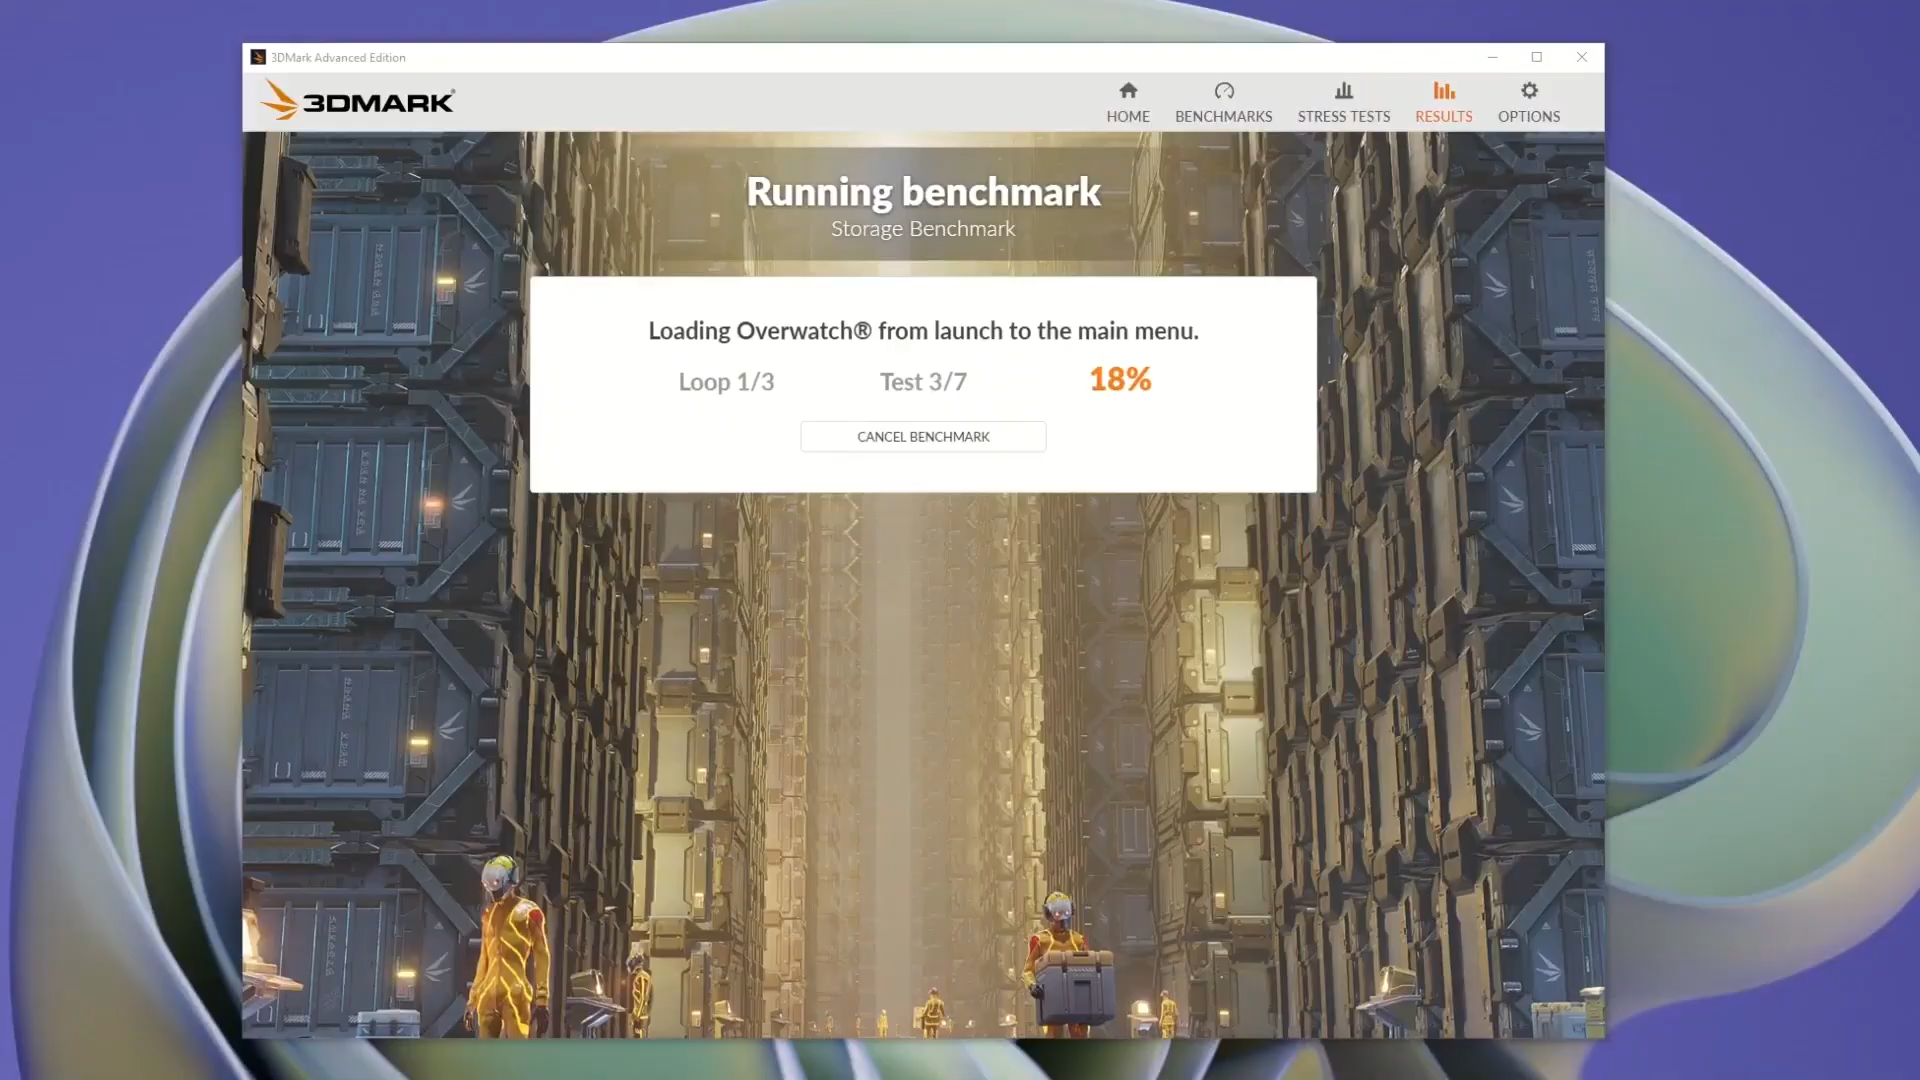 3DMark Advanced Edition
3DMARK®
HOME
BENCHMARKS
STRESS TESTS
RESULTS
OPTIONS
Running benchmark
Storage Benchmark
Loading Overwatch® from launch to the main menu.
Loop 1/3
Test 3/7
18%
CANCEL BENCHMARK